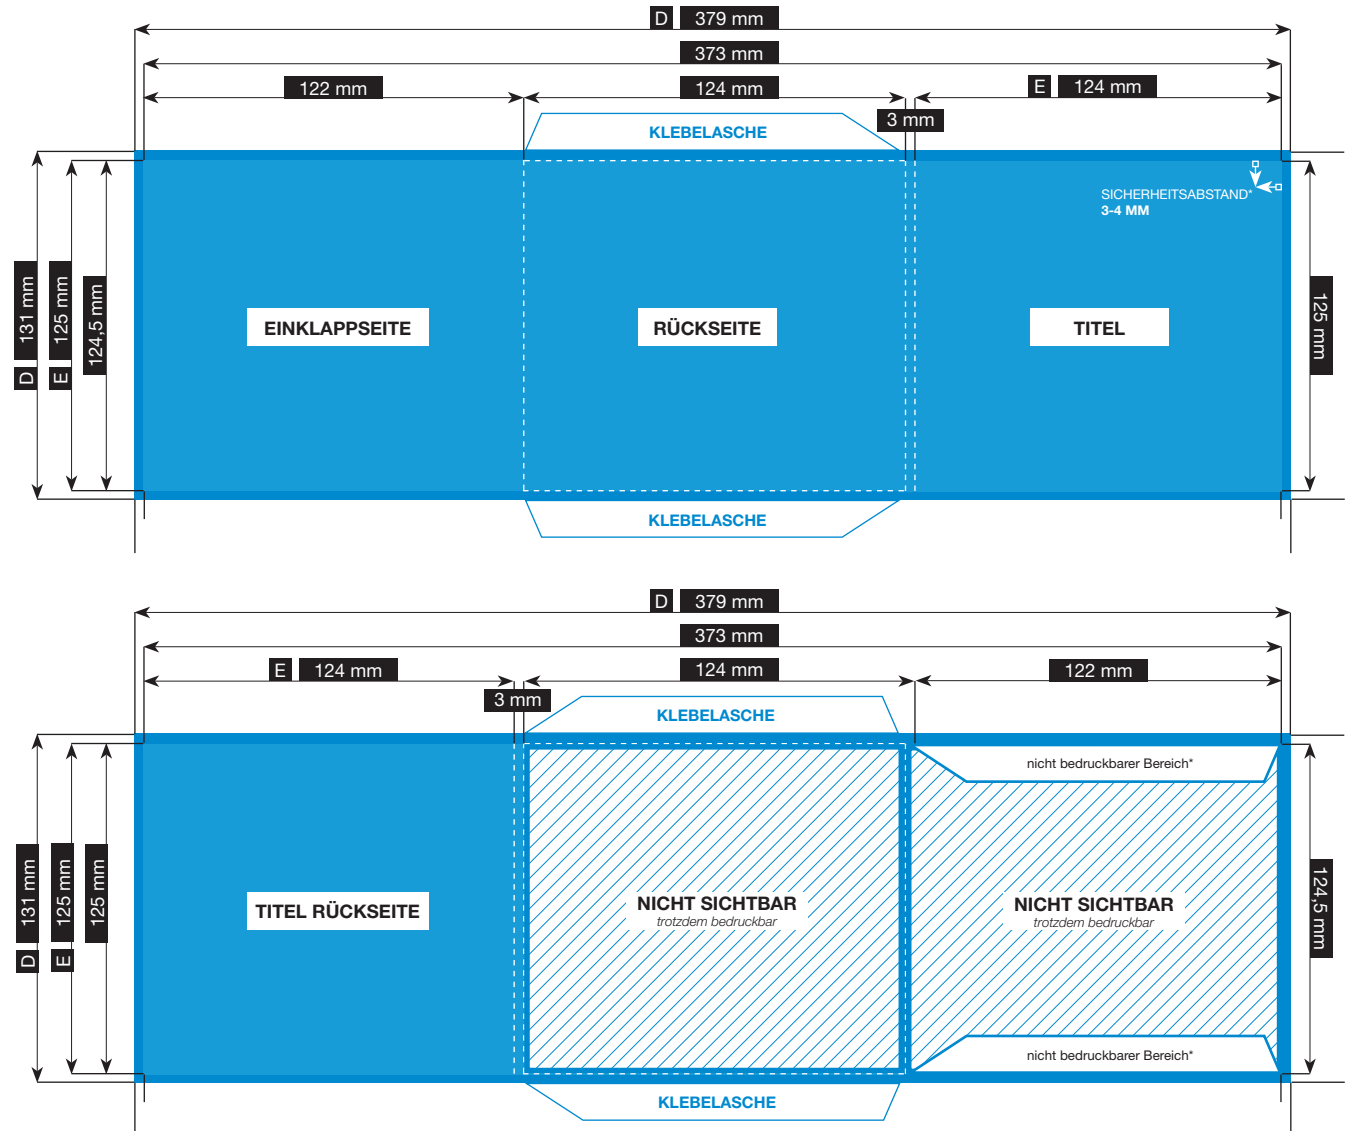 D 379 mm
373 mm
122 mm
124 mm
E 124 mm
3 mm
KLEBELASCHE
SICHERHEITSABSTAND*
3-4 MM
D 131 mm
E 125 mm
124,5 mm
EINKLAPPSEITE
RÜCKSEITE
TITEL
125 mm
KLEBELASCHE
D 379 mm
373 mm
E 124 mm
124 mm
122 mm
3 mm
KLEBELASCHE
nicht bedruckbarer Bereich*
D 131 mm
E 125 mm
125 mm
TITEL RÜCKSEITE
NICHT SICHTBAR
trotzdem bedruckbar
NICHT SICHTBAR
trotzdem bedruckbar
124,5 mm
nicht bedruckbarer Bereich*
KLEBELASCHE